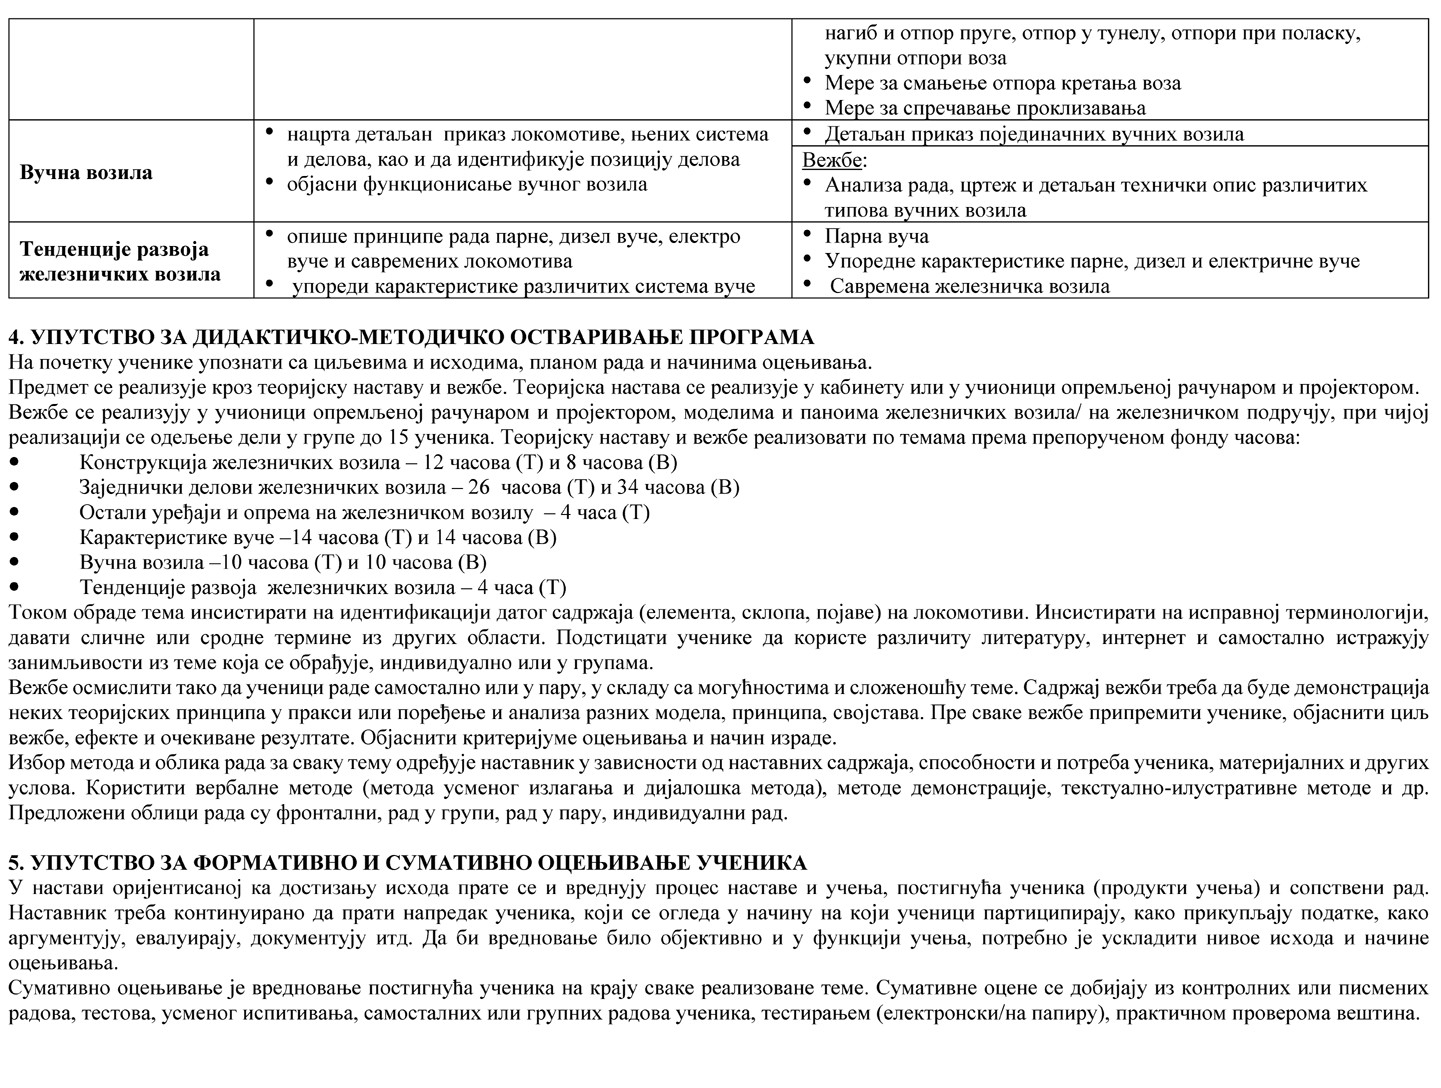 нагиб и отпор пруге, отпор у тунелу, отпори при поласку,
укупни отпори воза
• Мере за смањење отпора кретања воза
• Мере за спречавање проклизавања
Вучна возила
• нацрта детаљан приказ локомотиве, њених система
и делова, као и да идентификује позицију делова
• објасни функционисање вучног возила
• Детаљан приказ појединачних вучних возила
Вежбе:
• Анализа рада, цртеж и детаљан технички опис различитих
типова вучних возила
Тенденције развоја
железничких возила
• опише принципе рада парне, дизел вуче, електро
вуче и савремених локомотива
• упореди карактеристике различитих система вуче
• Парна вуча
• Упоредне карактеристике парне, дизел и електричне вуче
• Савремена железничка возила
4. УПУТСТВО ЗА ДИДАКТИЧКО-МЕТОДИЧКО ОСТВАРИВАЊЕ ПРОГРАМА
На почетку ученике упознати са циљевима и исходима, планом рада и начинима оцењивања.
Предмет се реализује кроз теоријску наставу и вежбе. Теоријска настава се реализује у кабинету или у учионици опремљеној рачунаром и пројектором.
Вежбе се реализују у учионици опремљеној рачунаром и пројектором, моделима и паноима железничких возила/ на железничком подручју, при чијој
реализацији се одељење дели у групе до 15 ученика. Теоријску наставу и вежбе реализовати по темама према препорученом фонду часова:
• Конструкција железничких возила – 12 часова (Т) и 8 часова (В)
• Заједнички делови железничких возила – 26 часова (Т) и 34 часова (В)
• Остали уређаји и опрема на железничком возилу – 4 часа (Т)
• Карактеристике вуче –14 часова (Т) и 14 часова (В)
• Вучна возила –10 часова (Т) и 10 часова (В)
• Тенденције развоја железничких возила – 4 часа (Т)
Током обраде тема инсистирати на идентификацији датог садржаја (елемента, склопа, појаве) на локомотиви. Инсистирати на исправној терминологији,
давати сличне или сродне термине из других области. Подстицати ученике да користе различиту литературу, интернет и самостално истражују
занимљивости из теме која се обрађује, индивидуално или у групама.
Вежбе осмислити тако да ученици раде самостално или у пару, у складу са могућностима и сложеношћу теме. Садржај вежби треба да буде демонстрација
неких теоријских принципа у пракси или поређење и анализа разних модела, принципа, својстава. Пре сваке вежбе припремити ученике, објаснити циљ
вежбе, ефекте и очекиване резултате. Објаснити критеријуме оцењивања и начин израде.
Избор метода и облика рада за сваку тему одређује наставник у зависности од наставних садржаја, способности и потреба ученика, материјалних и других
услова. Користити вербалне методе (метода усменог излагања и дијалошка метода), методе демонстрације, текстуално-илустративне методе и др.
Предложени облици рада су фронтални, рад у групи, рад у пару, индивидуални рад.
5. УПУТСТВО ЗА ФОРМАТИВНО И СУМАТИВНО ОЦЕЊИВАЊЕ УЧЕНИКА
У настави оријентисаној ка достизању исхода прате се и вреднују процес наставе и учења, постигнућа ученика (продукти учења) и сопствени рад.
Наставник треба континуирано да прати напредак ученика, који се огледа у начину на који ученици партиципирају, како прикупљају податке, како
аргументују, евалуирају, документују итд. Да би вредновање било објективно и у функцији учења, потребно је ускладити нивое исхода и начине
оцењивања.
Сумативно оцењивање је вредновање постигнућа ученика на крају сваке реализоване теме. Сумативне оцене се добијају из контролних или писмених
радова, тестова, усменог испитивања, самосталних или групних радова ученика, тестирањем (електронски/на папиру), практичном проверома вештина.